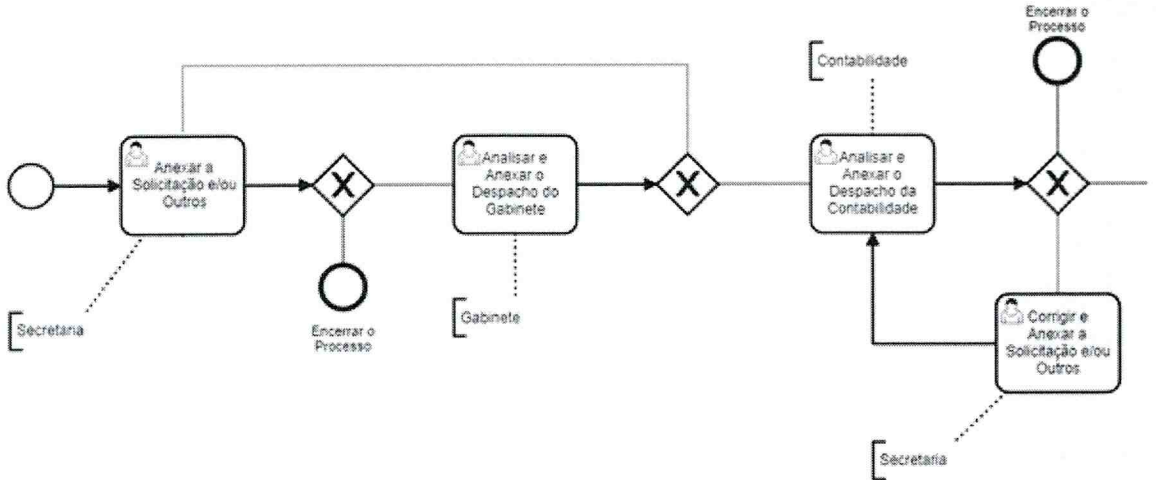 Encerrar o
Processo
Contabilidade
Anexar a
Solicitação e/ou
Outros
X
Analisar e
Anexar o
Despacho do
Gabinete
X
Analisar e
Anexar o
Despacho da
Contabilidade
X
Secretaria
Encerrar o
Processo
Gabinete
Corrigir e
Anexar a
Solicitação e/ou
Outros
Secretaria